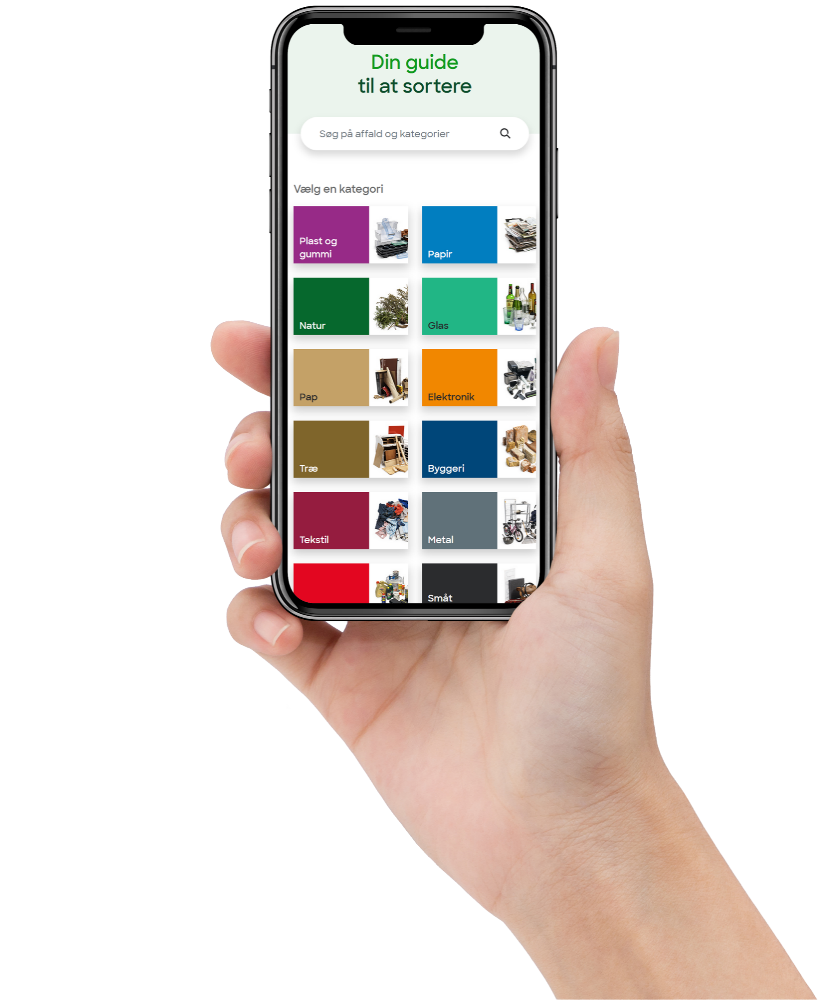 Din guide
til at sortere
Søg på affald og kategorier
Vælg en kategori
Plast og
gummi
Papir
Natur
Glas
Pap
Elektronik
Træ
Byggeri
Tekstil
Metal
Småt